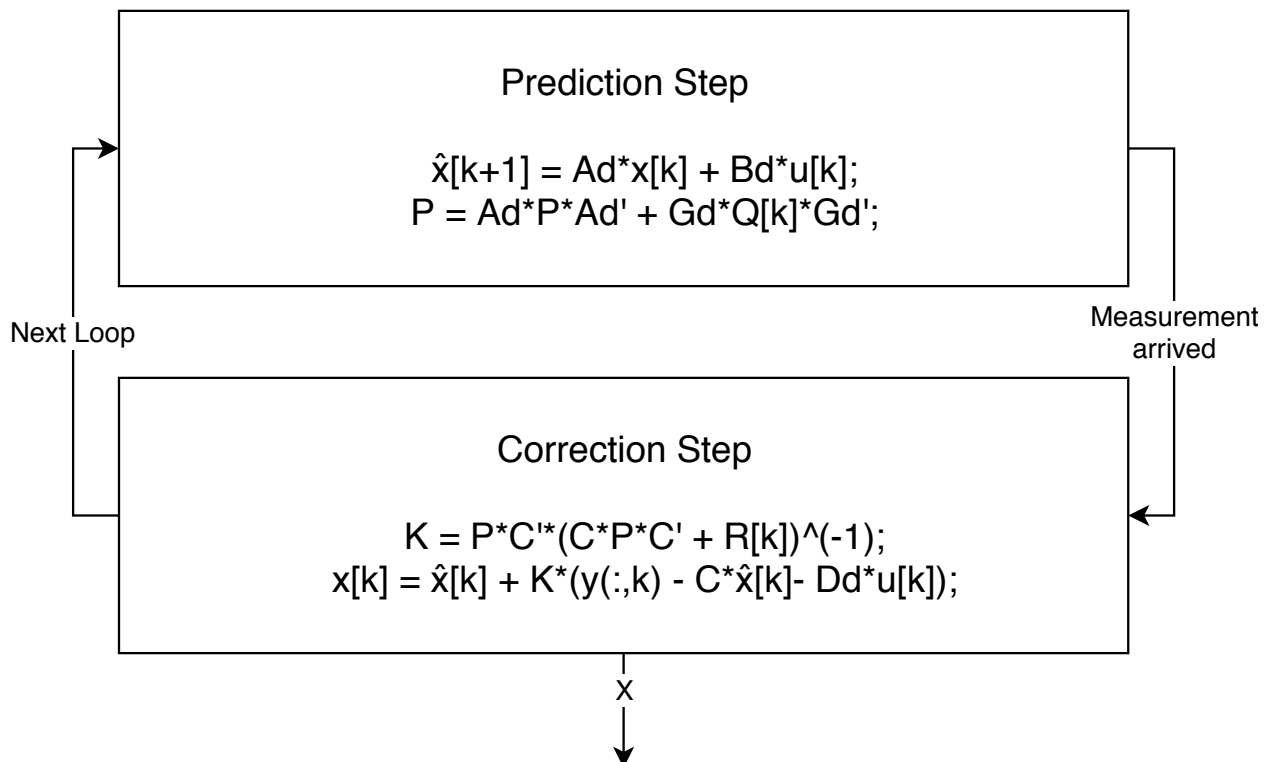 Prediction Step
x̂[k+1] = Ad*x[k] + Bd*u[k];
P = Ad*P*Ad' + Gd*Q[k]*Gd';
Next Loop
Measurement
arrived
Correction Step
K = P*C'*(C*P*C' + R[k])^(-1);
x[k] = x̂[k] + K*(y(:,k) - C*x̂[k]- Dd*u[k]);
x